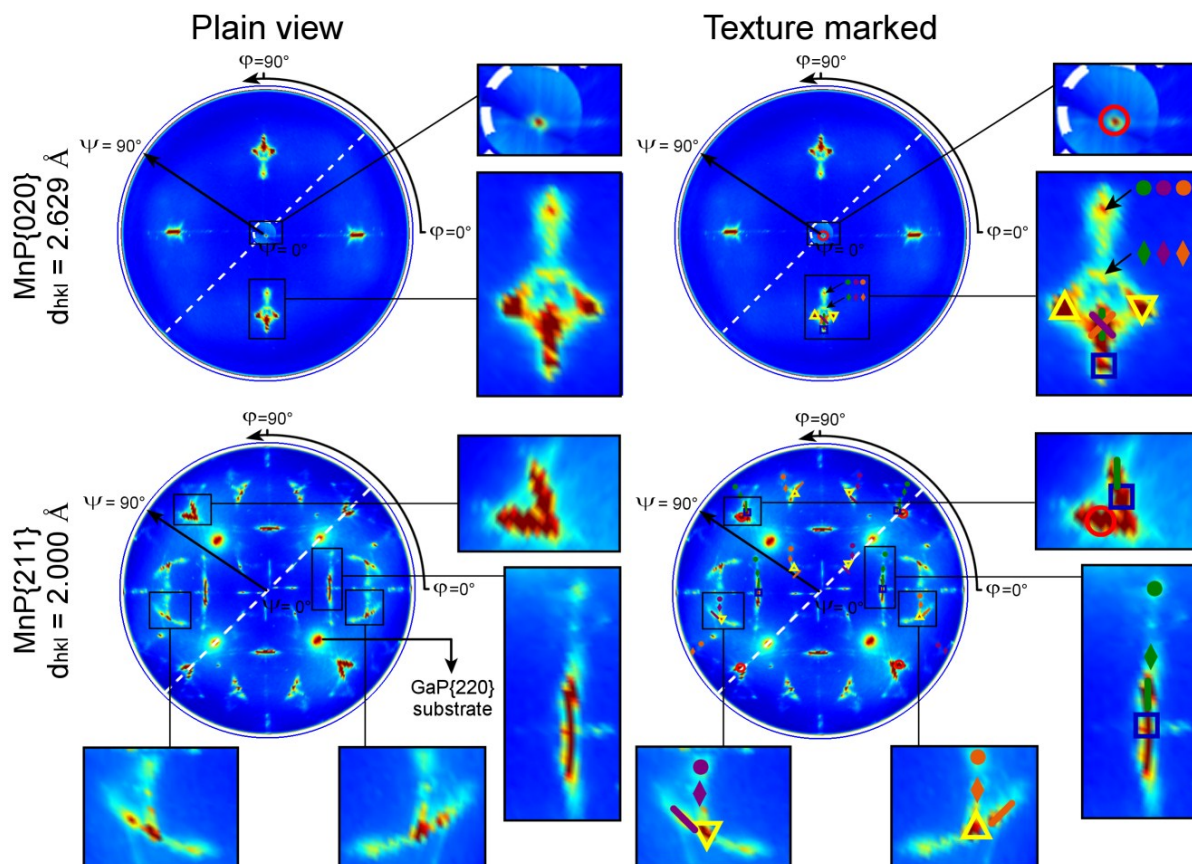 Plain view
Texture marked
φ=90°
Ψ = 90°
Ψ = 0°
φ=0°
MnP{020}
dhkl = 2.629 Å
φ=90°
Ψ = 90°
Ψ = 0°
φ=0°
φ=90°
Ψ = 90°
Ψ = 0°
φ=0°
MnP{211}
dhkl = 2.000 Å
GaP{220}
substrate
φ=90°
Ψ = 90°
Ψ = 0°
φ=0°